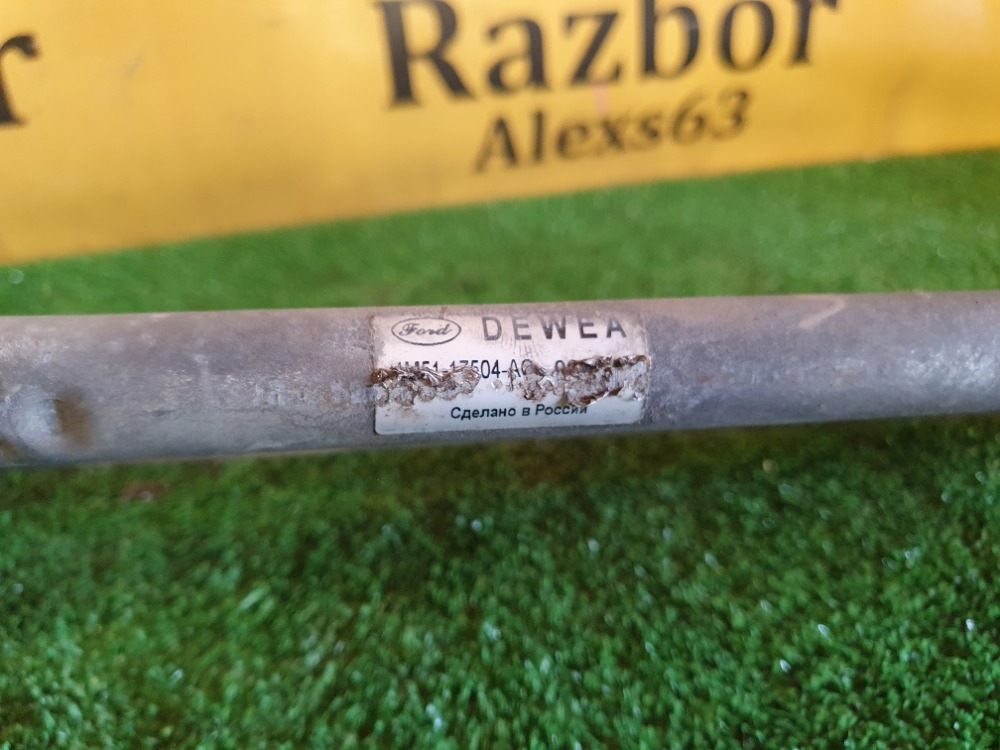 r
Razbor
Alexs63
Ford DEWEA
Сделано в России